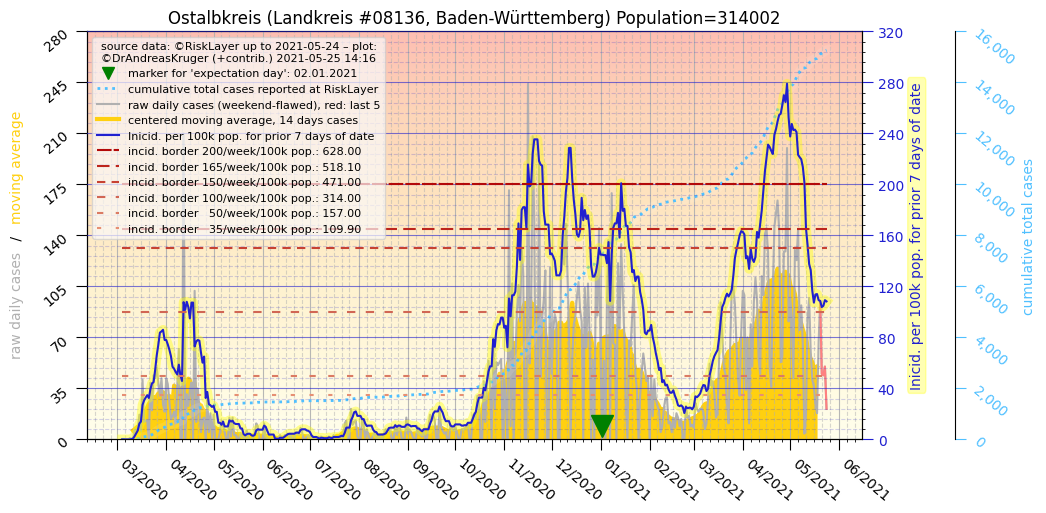 Ostalbkreis (Landkreis #08136, Baden-Württemberg) Population=314002
source data: ©RiskLayer up to 2021-05-24 – plot:
©DrAndreasKruger (+contrib.) 2021-05-25 14:16
marker for 'expectation day': 02.01.2021
cumulative total cases reported at RiskLayer
raw daily cases (weekend-flawed), red: last 5
centered moving average, 14 days cases
Inicid. per 100k pop. for prior 7 days of date
incid. border 200/week/100k pop.: 628.00
incid. border 165/week/100k pop.: 518.10
incid. border 150/week/100k pop.: 471.00
incid. border 100/week/100k pop.: 314.00
incid. border 50/week/100k pop.: 157.00
incid. border 35/week/100k pop.: 109.90
raw daily cases / moving average
280
245
210
175
140
105
70
35
0
03/2020
04/2020
05/2020
06/2020
07/2020
08/2020
09/2020
10/2020
11/2020
12/2020
01/2021
02/2021
03/2021
04/2021
05/2021
06/2021
320
280
240
200
160
120
80
40
0
Inicid. per 100k pop. for prior 7 days of date
16,000
14,000
12,000
10,000
8,000
6,000
4,000
2,000
0
cumulative total cases